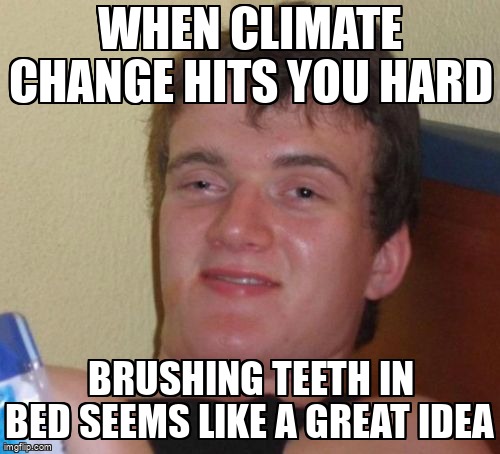 WHEN CLIMATE
CHANGE HITS YOU HARD
BRUSHING TEETH IN
BED SEEMS LIKE A GREAT IDEA
imgflip.com